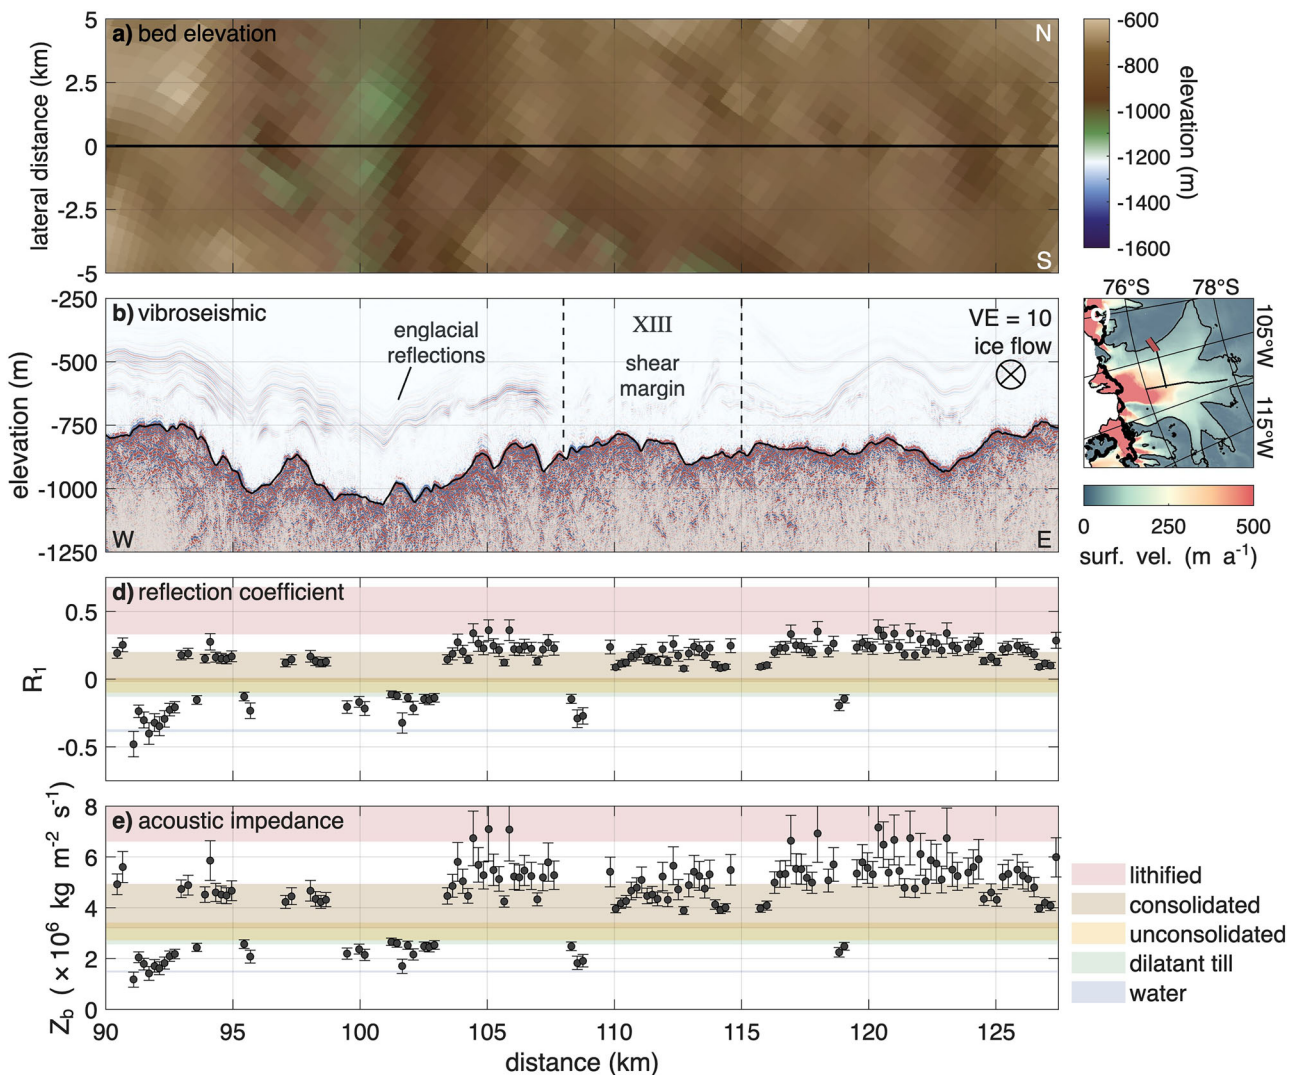 a) bed elevation
N
S
5
2.5
0
-2.5
-5
lateral distance (km)
-600
-800
-1000
-1200
-1400
-1600
elevation (m)
b) vibroseismic
englacial
reflections
XIII
shear
margin
VE = 10
ice flow
W
E
-250
-500
-750
-1000
-1250
elevation (m)
76°S
78°S
105°W
115°W
0
250
500
surf. vel. (m a⁻¹)
d) reflection coefficient
0.5
0
-0.5
R₁
e) acoustic impedance
8
6
4
2
0
Z_b (×10⁶ kg m⁻² s⁻¹)
90
95
100
105
110
115
120
125
distance (km)
lithified
consolidated
unconsolidated
dilatant till
water